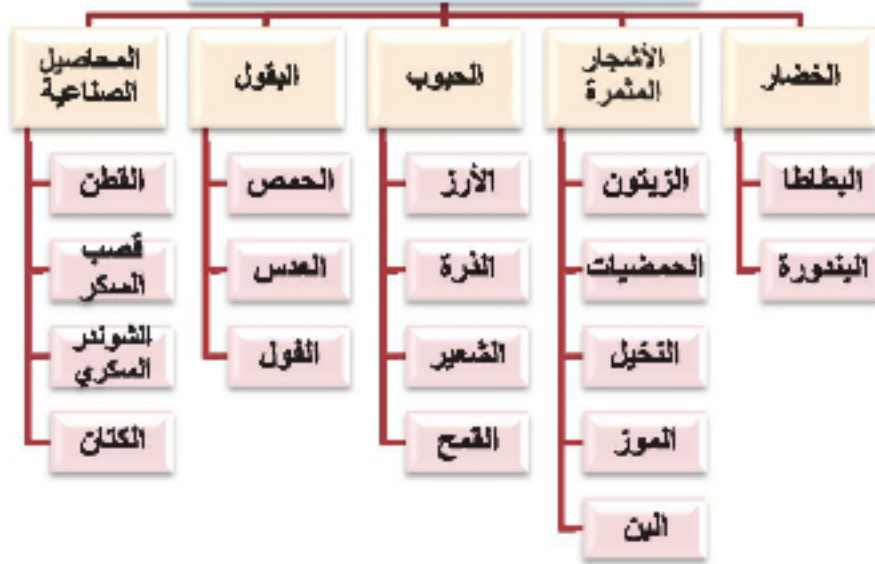 الخضار
البطاطا
البندورة
الأشجار
المثمرة
الزيتون
الحمضيات
النخيل
الموز
البن
الحبوب
الأرز
الذرة
الشعير
القمح
البقول
الحمص
العدس
الفول
المحاصيل
الصناعية
القطن
قصب
السكر
الشوندر
السكري
الكتان